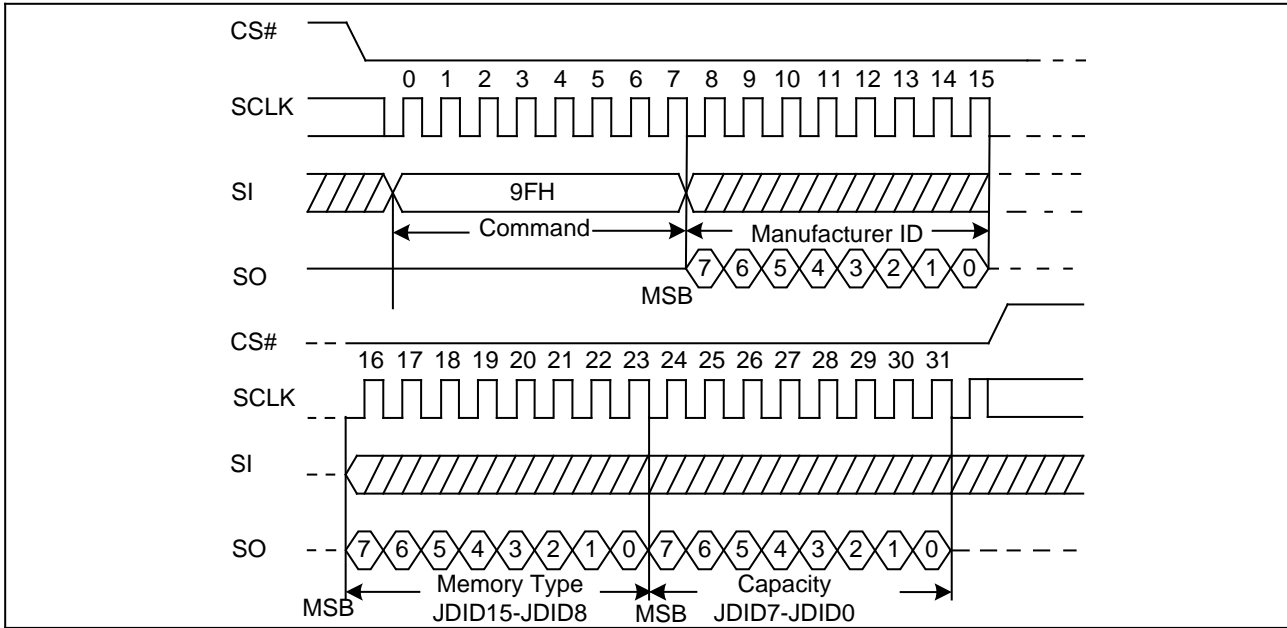 CS#
0 1 2 3 4 5 6 7 8 9 10 11 12 13 14 15
SCLK
SI
9FH
Command
Manufacturer ID
SO
7 6 5 4 3 2 1 0
MSB
CS#
16 17 18 19 20 21 22 23 24 25 26 27 28 29 30 31
SCLK
SI
SO
7 6 5 4 3 2 1 0 7 6 5 4 3 2 1 0
Memory Type Capacity
MSB JDID15-JDID8 MSB JDID7-JDID0